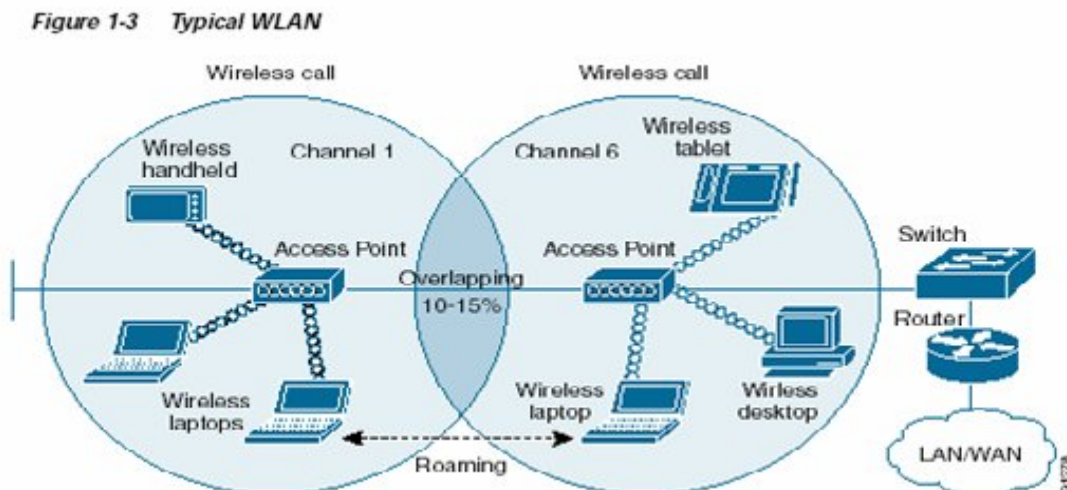 Figure 1-3 Typical WLAN
Wireless call
Wireless call
Channel 1
Channel 6
Wireless
handheld
Wireless
tablet
Access Point
Access Point
Overlapping
10-15%
Switch
Router
Wireless
laptops
Wireless
laptop
Wirless
desktop
Roaming
LAN/WAN